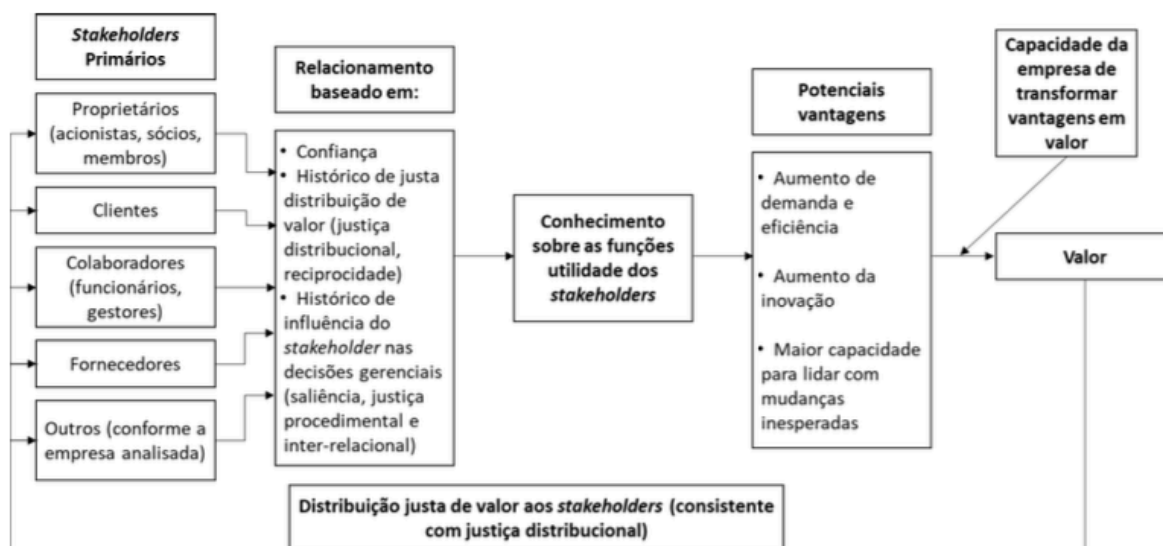 Stakeholders
Primários
Proprietários
(acionistas, sócios,
membros)
Clientes
Colaboradores
(funcionários,
gestores)
Fornecedores
Outros (conforme a
empresa analisada)
Relacionamento
baseado em:
• Confiança
• Histórico de justa
distribuição de
valor (justiça
distribucional,
reciprocidade)
• Histórico de
influência do
stakeholder nas
decisões gerenciais
(saliência, justiça
procedimental e
inter-relacional)
Conhecimento
sobre as funções
utilidade dos
stakeholders
Potenciais
vantagens
• Aumento de
demanda e
eficiência
• Aumento da
inovação
• Maior capacidade
para lidar com
mudanças
inesperadas
Capacidade da
empresa de
transformar
vantagens em
valor
Valor
Distribuição justa de valor aos stakeholders (consistente
com justiça distribucional)